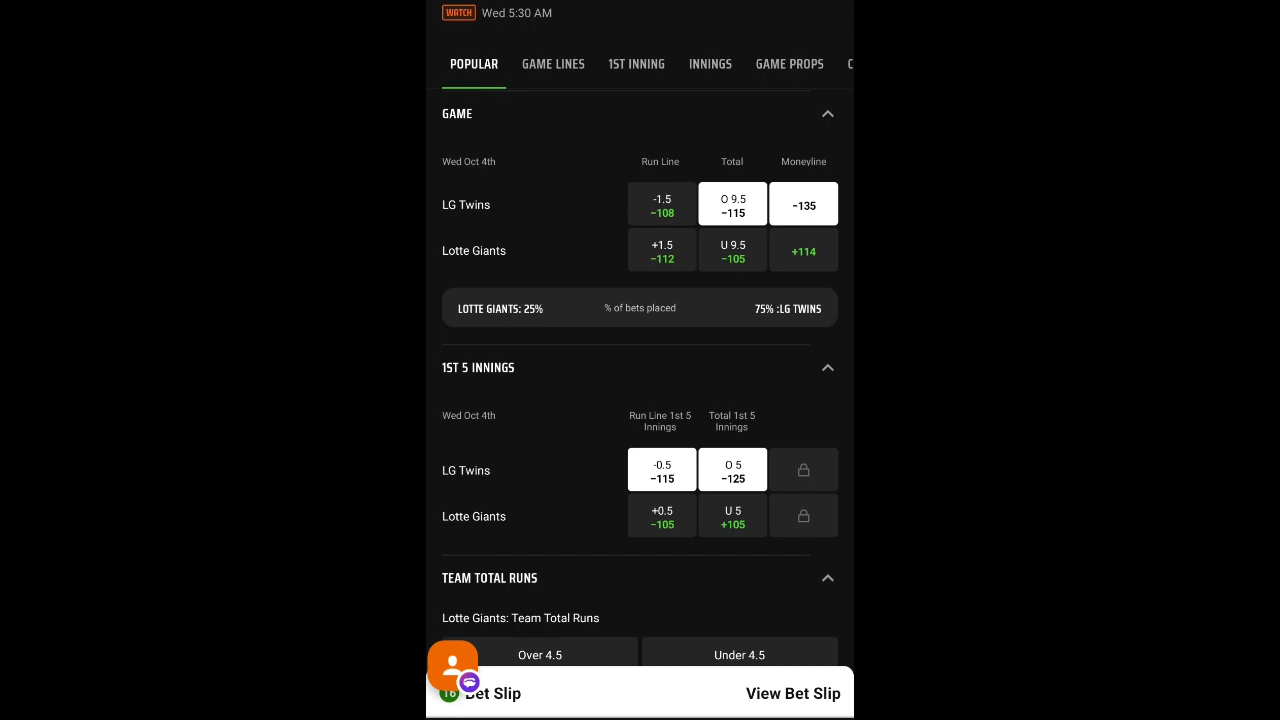 WATCH Wed 5:30 AM
POPULAR GAME LINES 1ST INNING INNINGS GAME PROPS
GAME
Wed Oct 4th Run Line Total Moneyline
-1.5 O 9.5
LG Twins −135
−108 −115
+1.5 U 9.5
Lotte Giants +114
−112 −105
LOTTE GIANTS: 25% % of bets placed 75% :LG TWINS
1ST 5 INNINGS
Wed Oct 4th Run Line 1st 5 Total 1st 5
Innings Innings
-0.5 O 5
LG Twins
−115 −125
+0.5 U 5
Lotte Giants
−105 +105
TEAM TOTAL RUNS
Lotte Giants: Team Total Runs
Over 4.5 Under 4.5
16 Bet Slip View Bet Slip